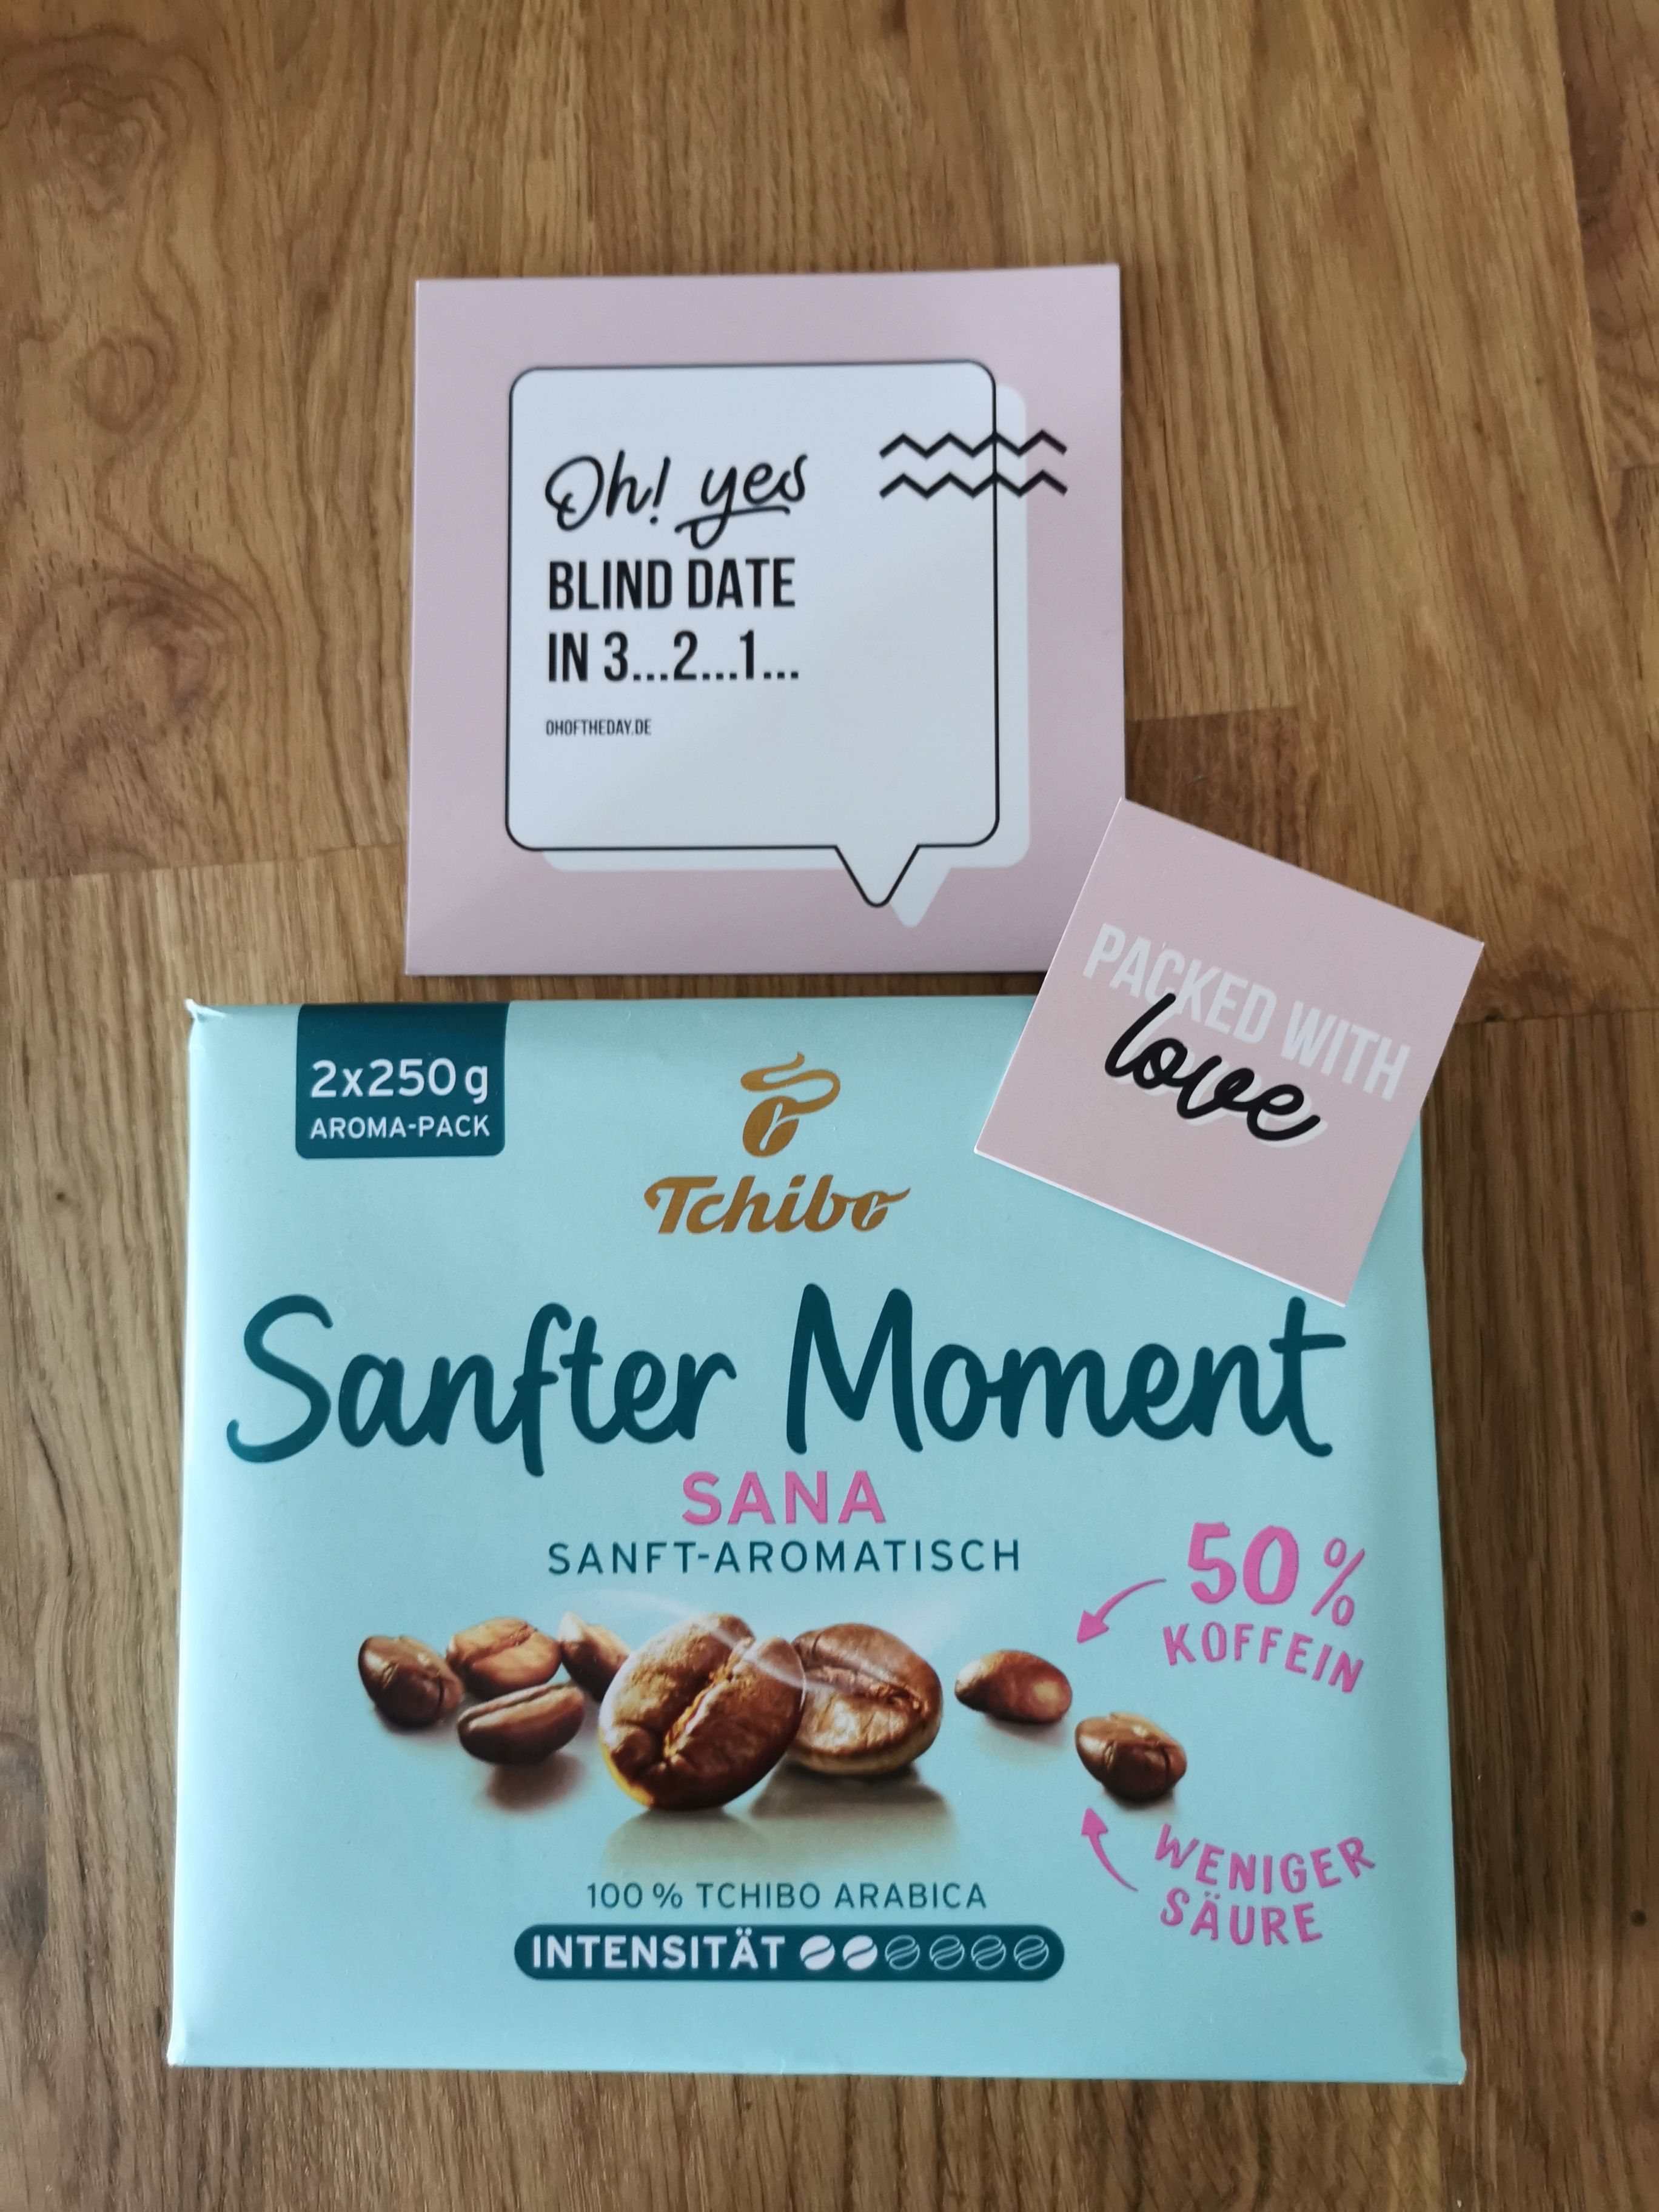 Oh! yes
BLIND DATE
IN 3...2...1...
OHOFTHEDAY.DE
PACKED WITH
love
2x250g
AROMA-PACK
Tchibo
Sanfter Moment
SANA
SANFT-AROMATISCH
50%
KOFFEIN
WENIGER
SÄURE
100 % TCHIBO ARABICA
INTENSITÄT